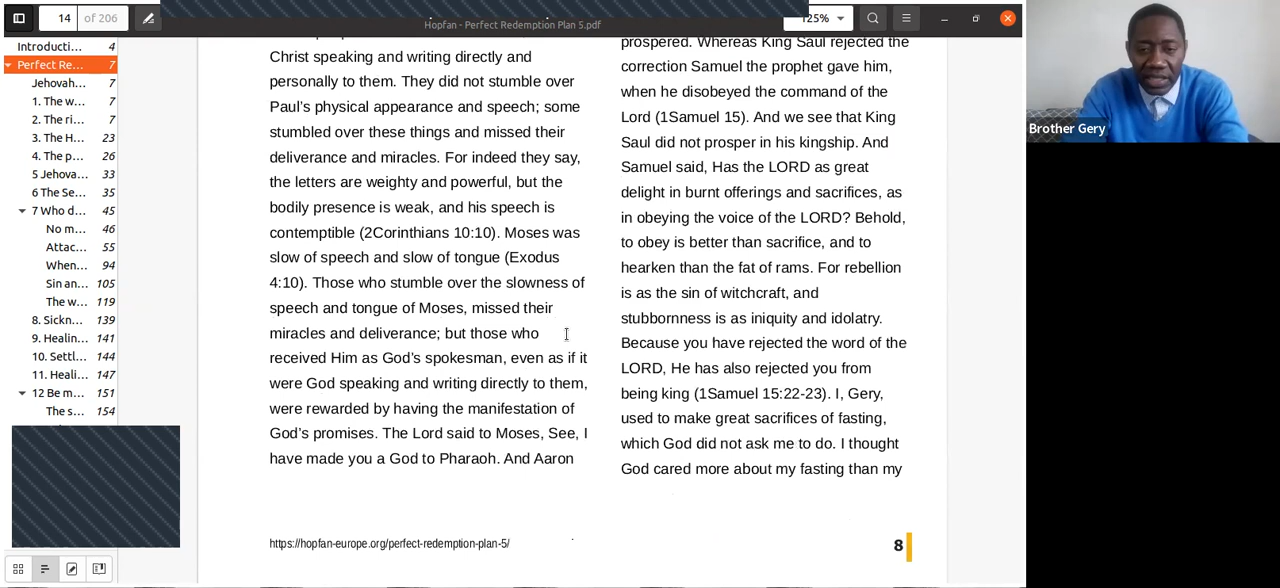 14
of 206
Hopfan - Perfect Redemption Plan 5.pdf
125%
Introducti... 4
Perfect Re... 7
Jehovah... 7
1. The w... 7
2. The ri... 7
3. The H... 23
4. The p... 26
5 Jehova... 33
6 The Se... 35
7 Who d... 45
No m... 46
Attac... 55
When... 94
Sin an... 105
The w... 119
8. Sickn... 139
9. Healin... 141
10. Settl... 144
11. Heali... 147
12 Be m... 151
The s... 154
Christ speaking and writing directly and
personally to them. They did not stumble over
Paul's physical appearance and speech; some
stumbled over these things and missed their
deliverance and miracles. For indeed they say,
the letters are weighty and powerful, but the
bodily presence is weak, and his speech is
contemptible (2Corinthians 10:10). Moses was
slow of speech and slow of tongue (Exodus
4:10). Those who stumble over the slowness of
speech and tongue of Moses, missed their
miracles and deliverance; but those who
received Him as God's spokesman, even as if it
were God speaking and writing directly to them,
were rewarded by having the manifestation of
God's promises. The Lord said to Moses, See, I
have made you a God to Pharaoh. And Aaron
prospered. Whereas King Saul rejected the
correction Samuel the prophet gave him,
when he disobeyed the command of the
Lord (1Samuel 15). And we see that King
Saul did not prosper in his kingship. And
Samuel said, Has the LORD as great
delight in burnt offerings and sacrifices, as
in obeying the voice of the LORD? Behold,
to obey is better than sacrifice, and to
hearken than the fat of rams. For rebellion
is as the sin of witchcraft, and
stubbornness is as iniquity and idolatry.
Because you have rejected the word of the
LORD, He has also rejected you from
being king (1Samuel 15:22-23). I, Gery,
used to make great sacrifices of fasting,
which God did not ask me to do. I thought
God cared more about my fasting than my
https://hopfan-europe.org/perfect-redemption-plan-5/
8
Brother Gery